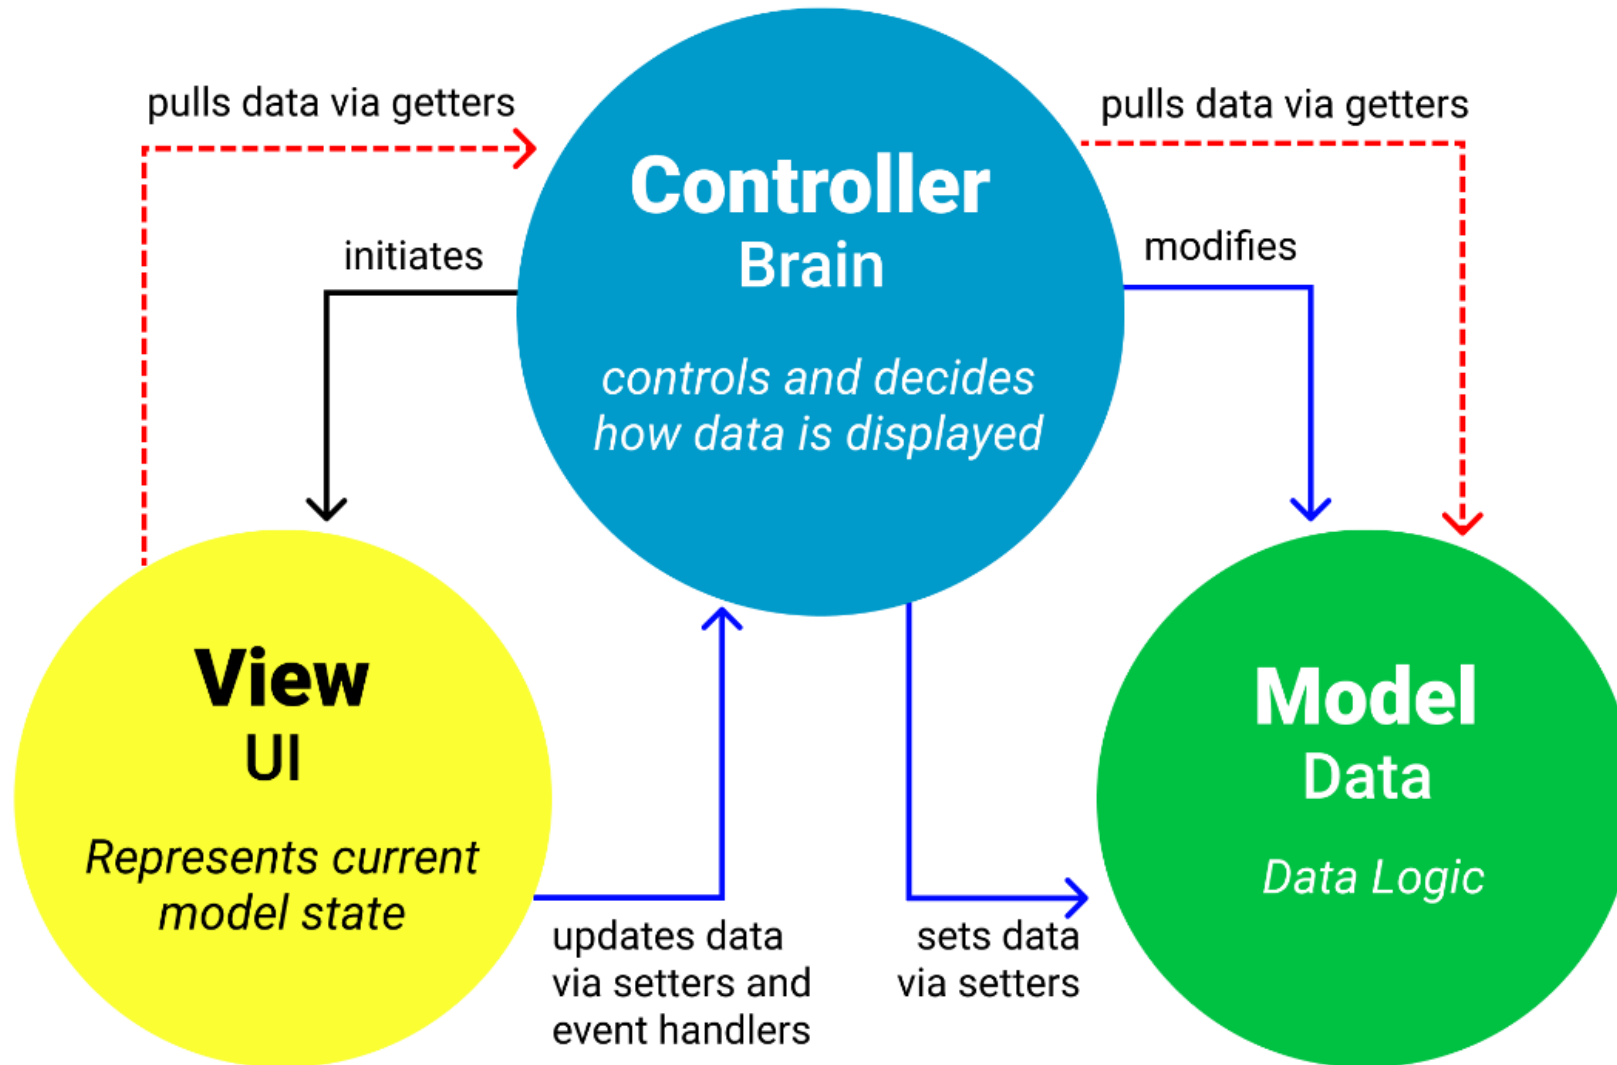 pulls data via getters
pulls data via getters
Controller
Brain
initiates
modifies
controls and decides
how data is displayed
View
UI
Represents current
model state
Model
Data
Data Logic
updates data
via setters and
event handlers
sets data
via setters